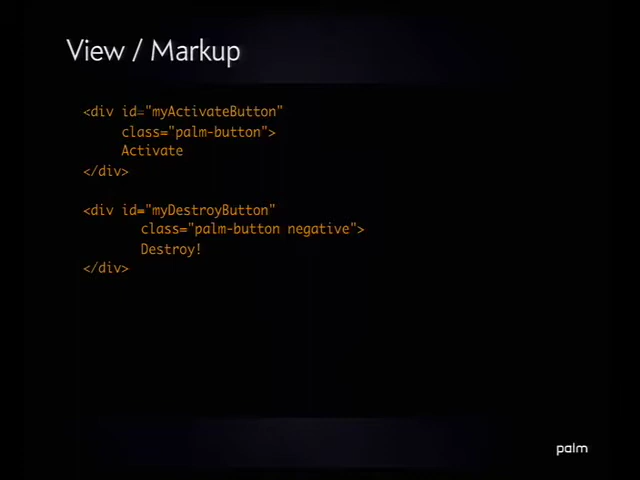 View / Markup
<div id="myActivateButton"
class="palm-button">
Activate
</div>
<div id="myDestroyButton"
class="palm-button negative">
Destroy!
</div>
palm